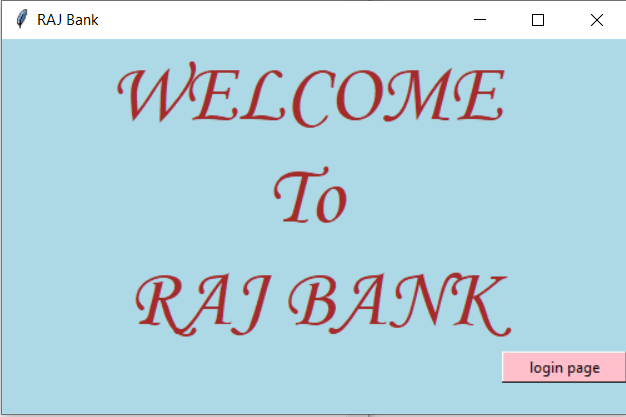 RAJ Bank
WELCOME
To
RAJ BANK
login page